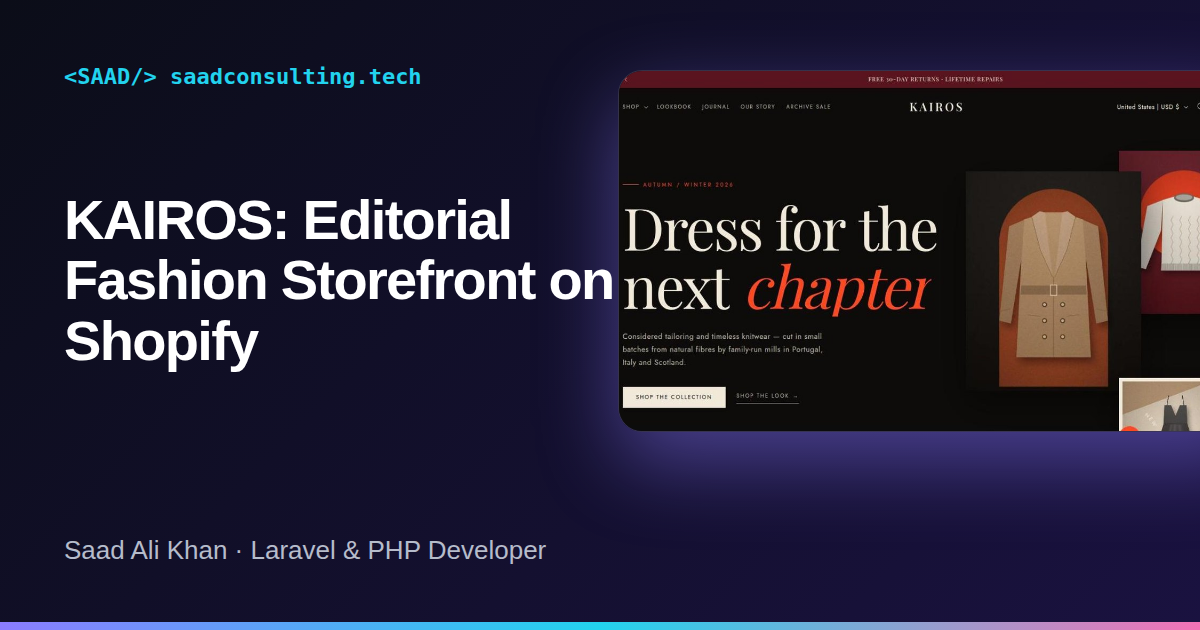 <SAAD/> saadconsulting.tech
KAIROS: Editorial
Fashion Storefront on
Shopify
Saad Ali Khan · Laravel & PHP Developer
FREE 30-DAY RETURNS · LIFETIME REPAIRS
SHOP LOOKBOOK JOURNAL OUR STORY ARCHIVE SALE
KAIROS
United States | USD $
AUTUMN / WINTER 2026
Dress for the
next chapter
Considered tailoring and timeless knitwear — cut in small
batches from natural fibres by family-run mills in Portugal,
Italy and Scotland.
SHOP THE COLLECTION
SHOP THE LOOK →